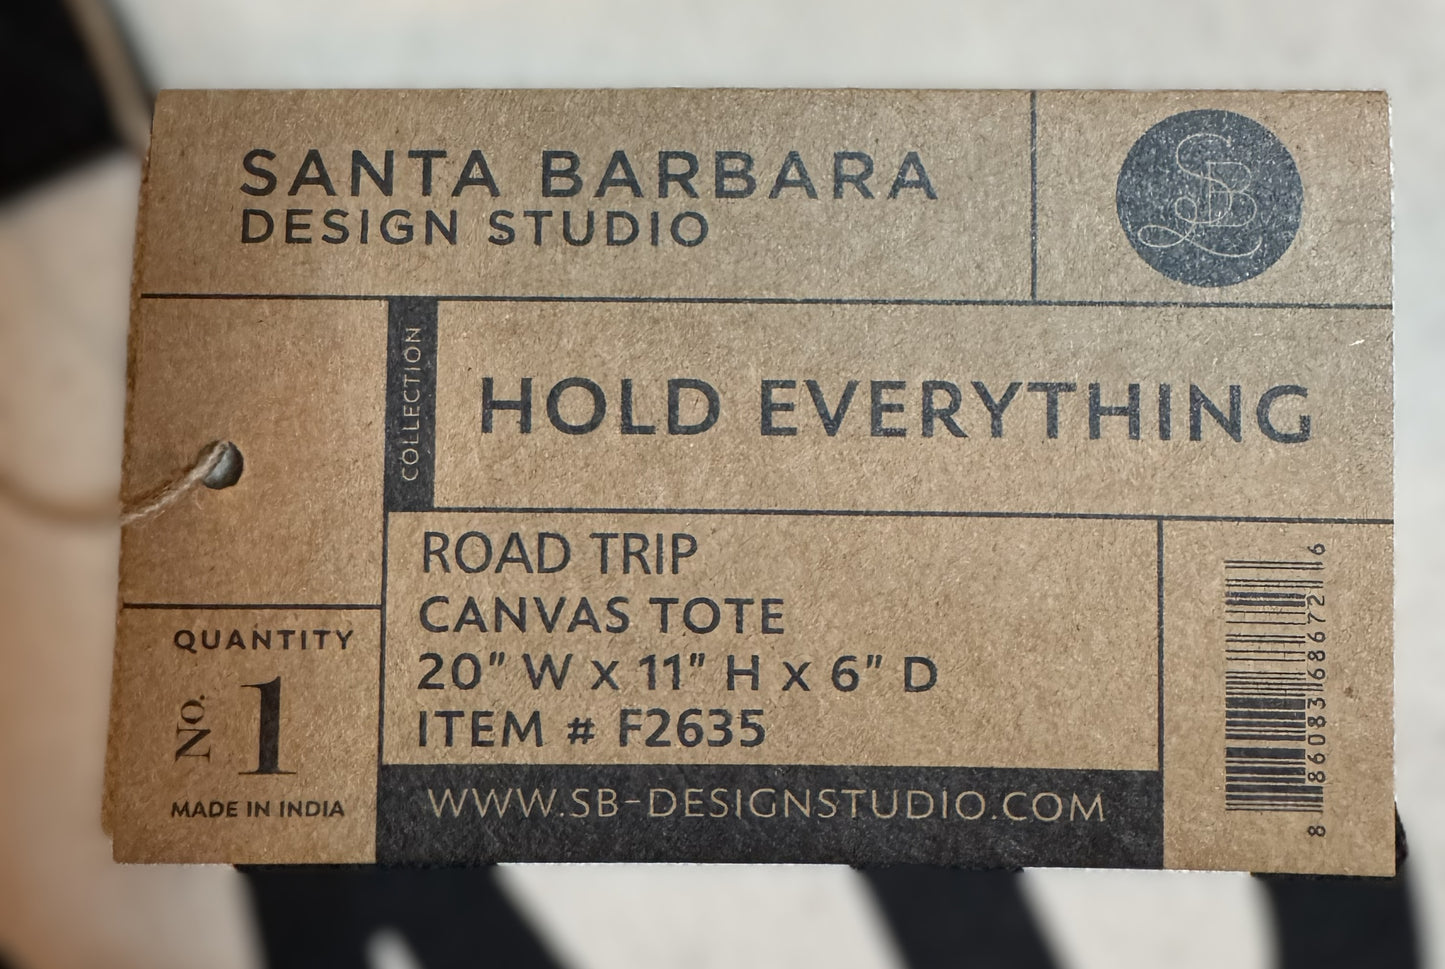 SANTA BARBARA
DESIGN STUDIO
SB
COLLECTION
HOLD EVERYTHING
ROAD TRIP
CANVAS TOTE
20" W x 11" H x 6" D
ITEM # F2635
QUANTITY
No. 1
MADE IN INDIA
WWW.SB-DESIGNSTUDIO.COM
8 86083 68672 6